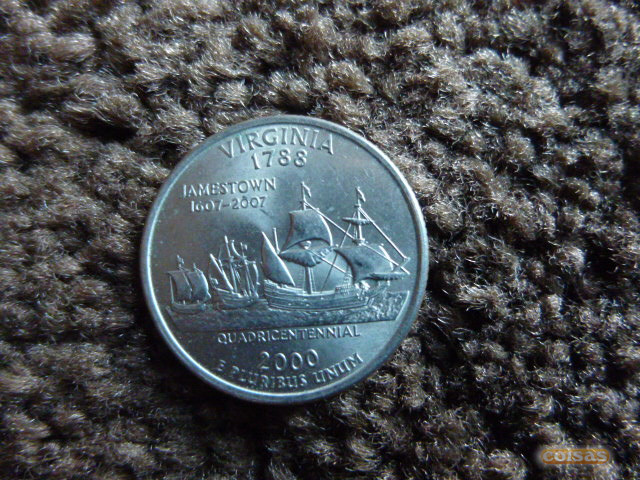 VIRGINIA
1788
JAMESTOWN
1607-2007
QUADRICENTENNIAL
2000
E PLURIBUS UNUM
coisas